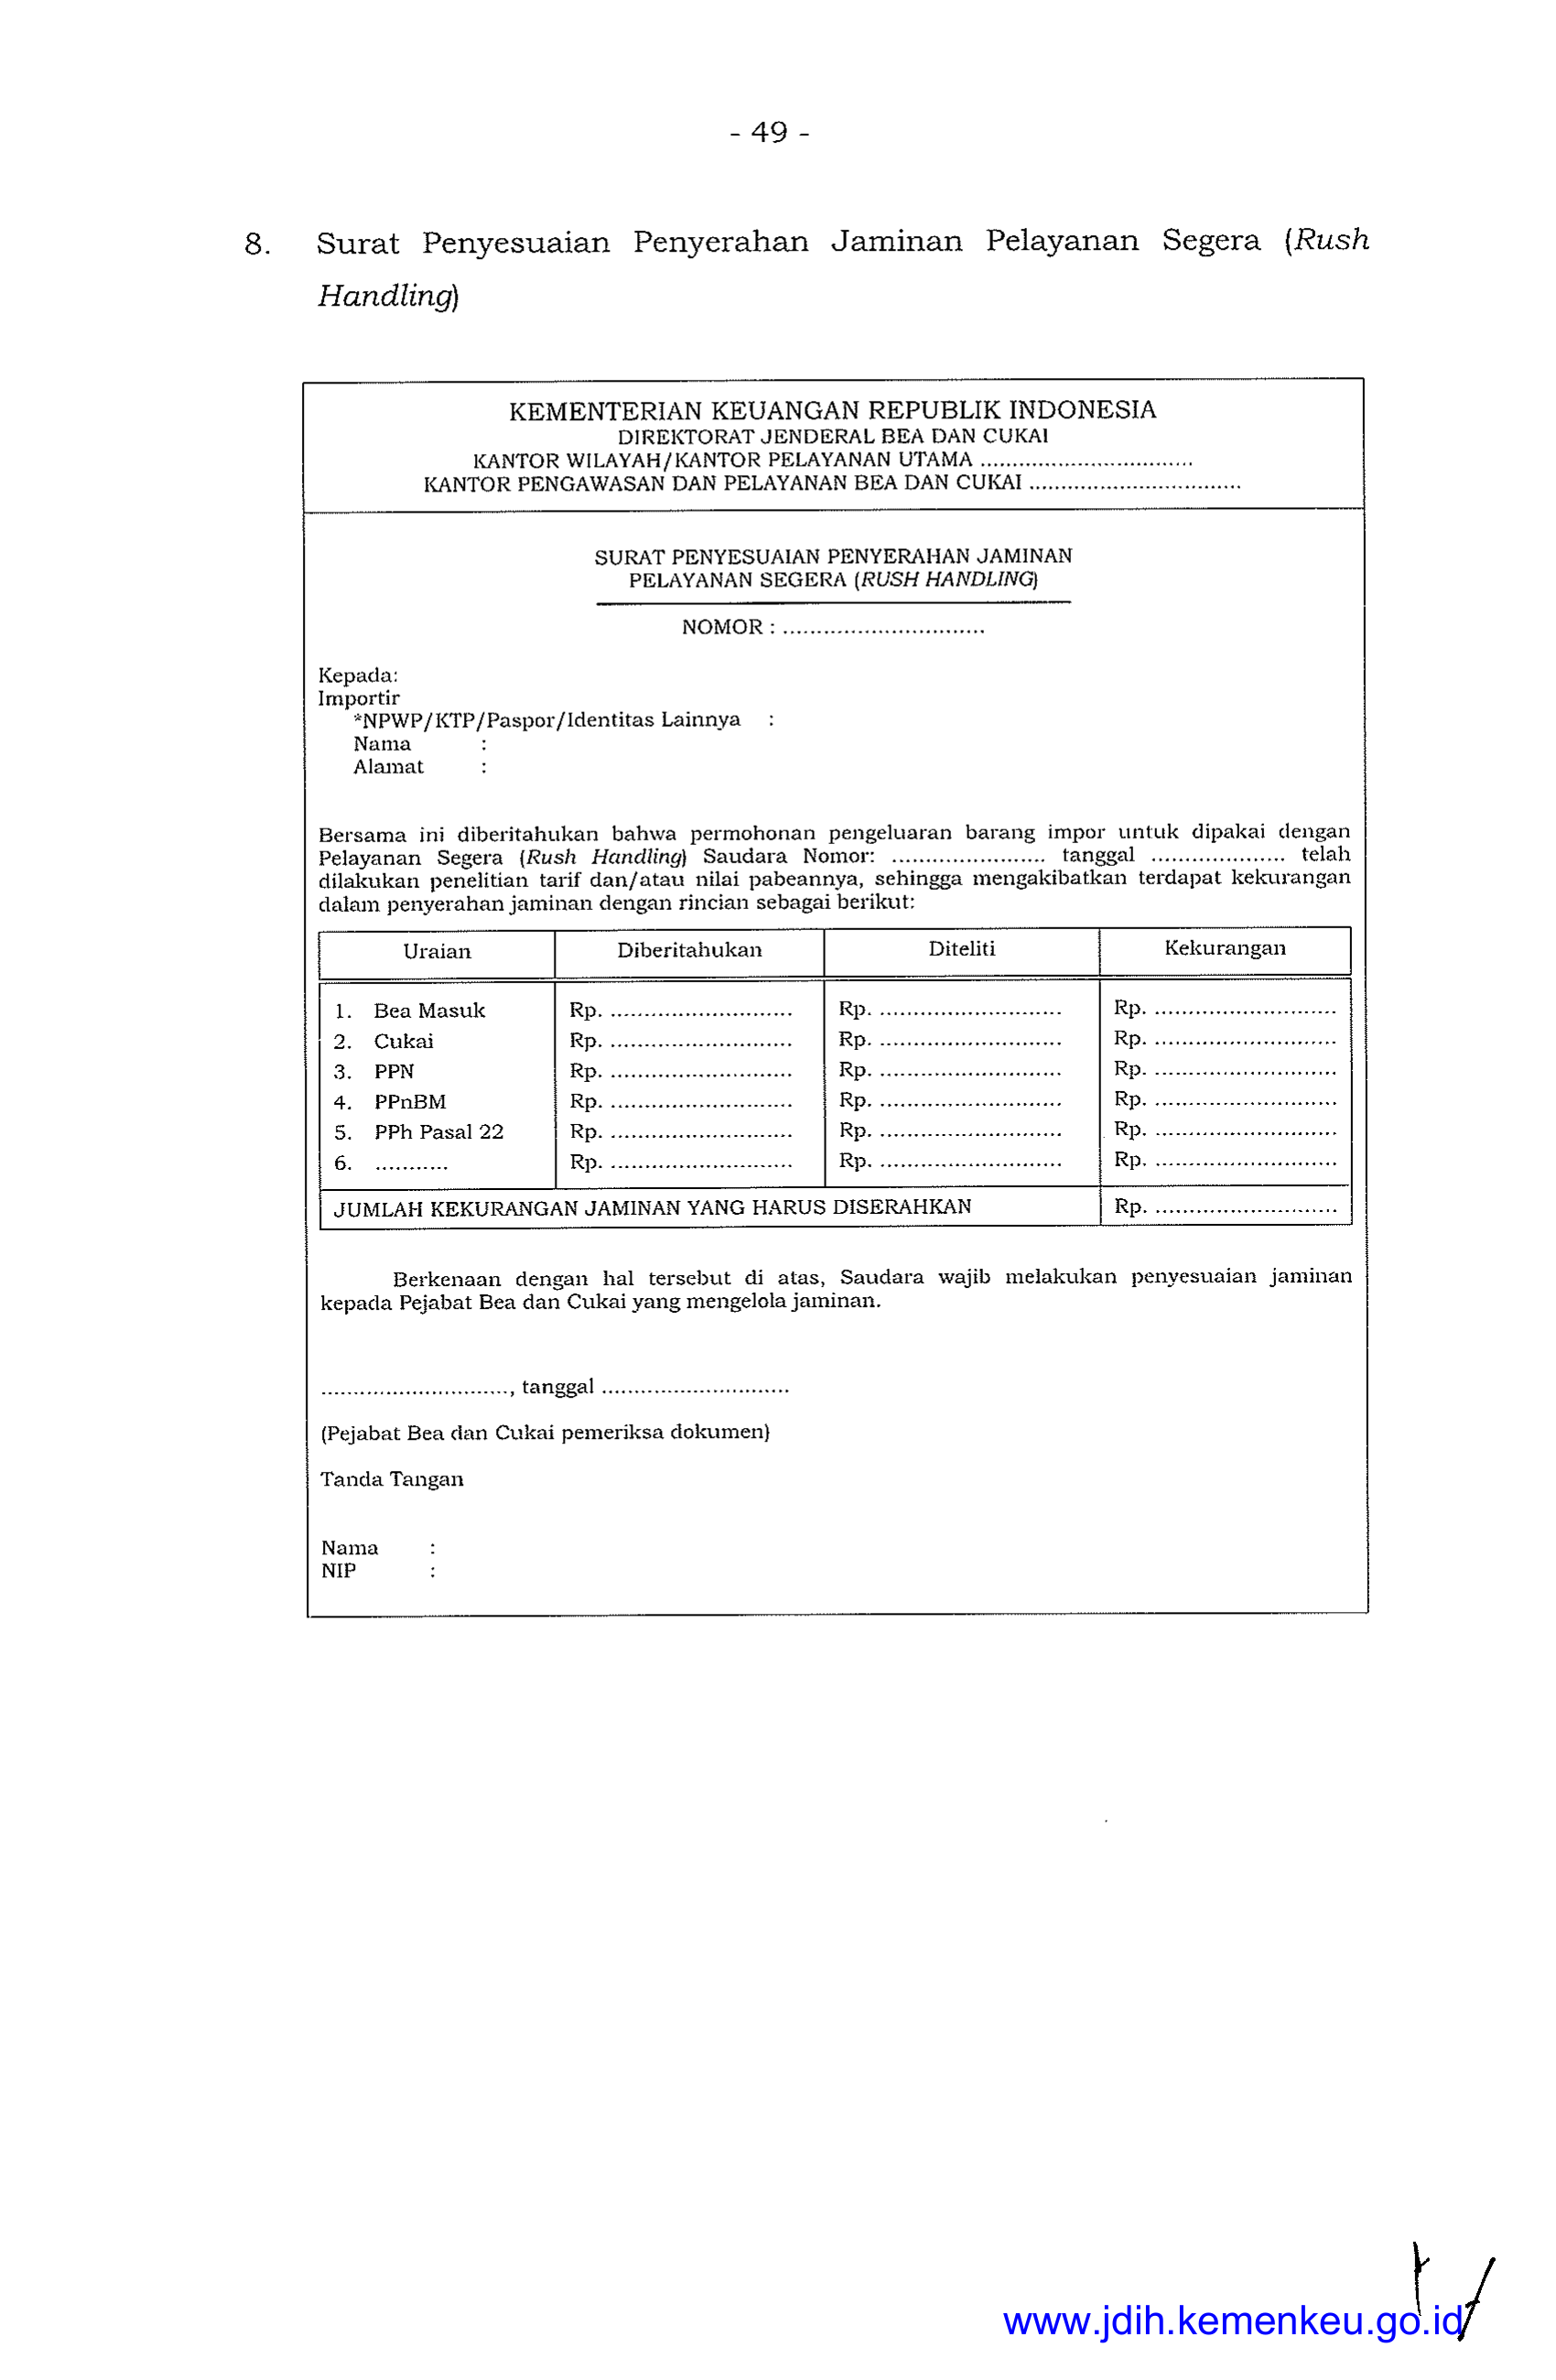 - 49 -
8. Surat Penyesuaian Penyerahan Jaminan Pelayanan Segera (Rush
Handling)
KEMENTERIAN KEUANGAN REPUBLIK INDONESIA
DIREKTORAT JENDERAL BEA DAN CUKAI
KANTOR WILAYAH/KANTOR PELAYANAN UTAMA .................................
KANTOR PENGAWASAN DAN PELAYANAN BEA DAN CUKAI .................................
SURAT PENYESUAIAN PENYERAHAN JAMINAN
PELAYANAN SEGERA (RUSH HANDLING)
NOMOR : ..............................
Kepada:
Importir
*NPWP/KTP/Paspor/Identitas Lainnya :
Nama :
Alamat :
Bersama ini diberitahukan bahwa permohonan pengeluaran barang impor untuk dipakai dengan
Pelayanan Segera (Rush Handling) Saudara Nomor: ....................... tanggal .................... telah
dilakukan penelitian tarif dan/atau nilai pabeannya, sehingga mengakibatkan terdapat kekurangan
dalam penyerahan jaminan dengan rincian sebagai berikut:
Uraian Diberitahukan Diteliti Kekurangan
1. Bea Masuk Rp. ........................... Rp. ........................... Rp. ...........................
2. Cukai Rp. ........................... Rp. ........................... Rp. ...........................
3. PPN Rp. ........................... Rp. ........................... Rp. ...........................
4. PPnBM Rp. ........................... Rp. ........................... Rp. ...........................
5. PPh Pasal 22 Rp. ........................... Rp. ........................... Rp. ...........................
6. ........... Rp. ........................... Rp. ........................... Rp. ...........................
JUMLAH KEKURANGAN JAMINAN YANG HARUS DISERAHKAN Rp. ...........................
Berkenaan dengan hal tersebut di atas, Saudara wajib melakukan penyesuaian jaminan
kepada Pejabat Bea dan Cukai yang mengelola jaminan.
............................, tanggal ............................
(Pejabat Bea dan Cukai pemeriksa dokumen)
Tanda Tangan
Nama :
NIP :
www.jdih.kemenkeu.go.id